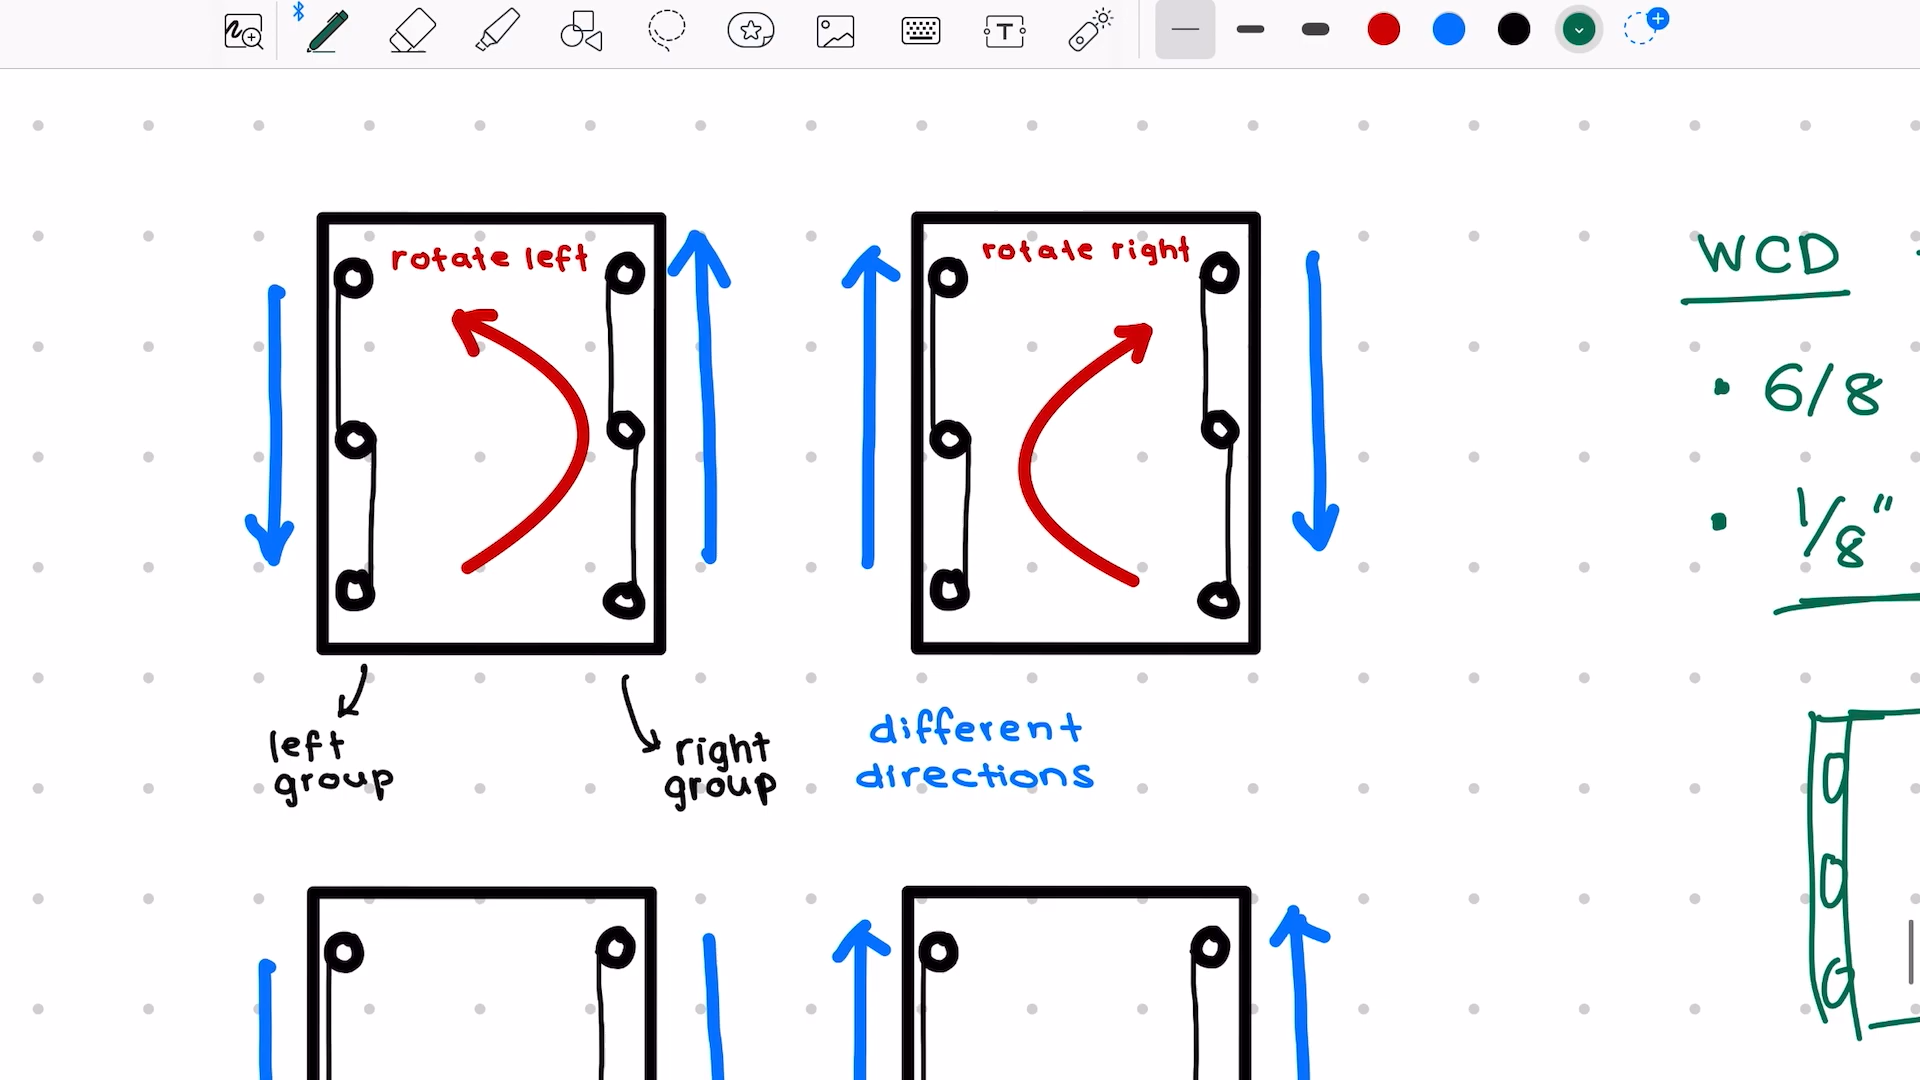 rotate left
rotate right
left
group
right
group
different
directions
WCD
• 6/8
• 1/8"